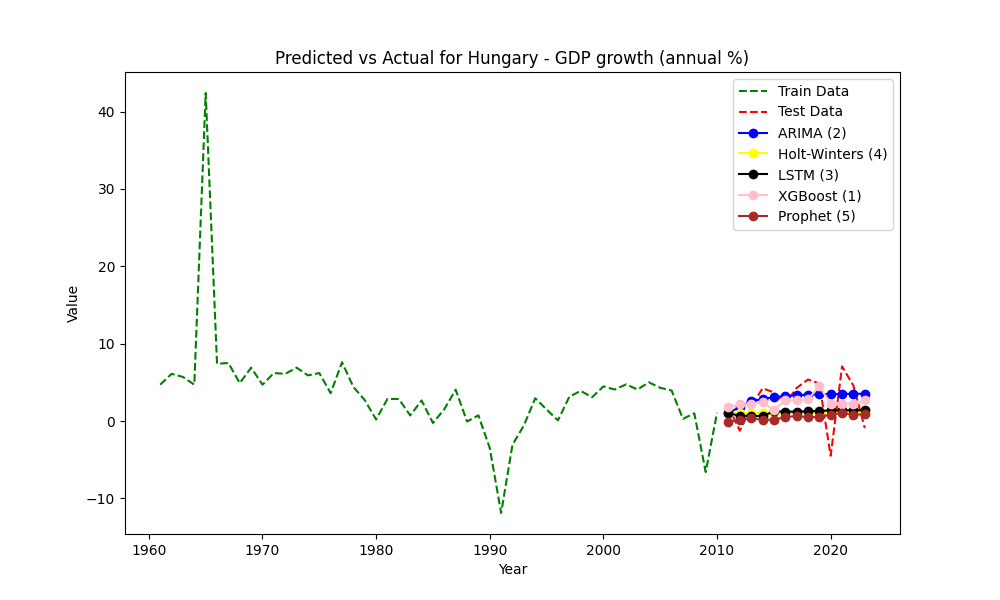 Predicted vs Actual for Hungary - GDP growth (annual %)
Train Data
Test Data
ARIMA (2)
Holt-Winters (4)
LSTM (3)
XGBoost (1)
Prophet (5)
40
30
20
10
0
−10
Value
1960 1970 1980 1990 2000 2010 2020
Year